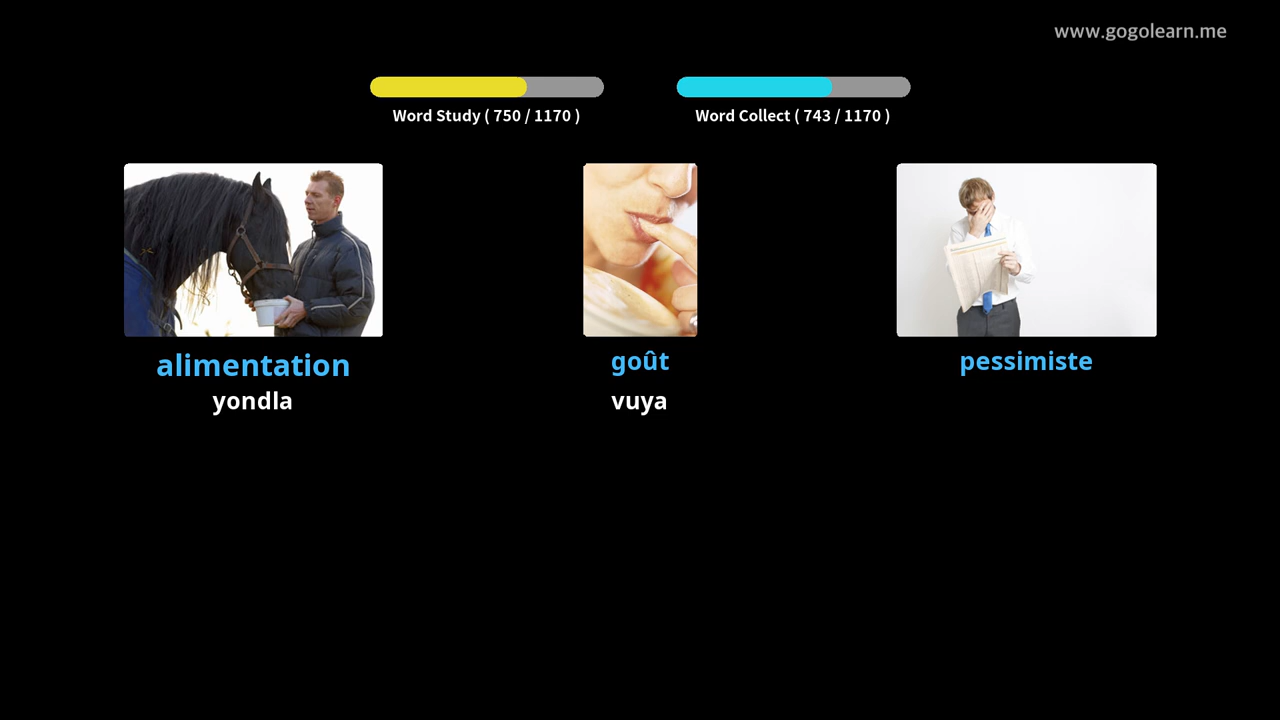 www.gogolearn.me
Word Study ( 750 / 1170 )
Word Collect ( 743 / 1170 )
alimentation
yondla
goût
vuya
pessimiste